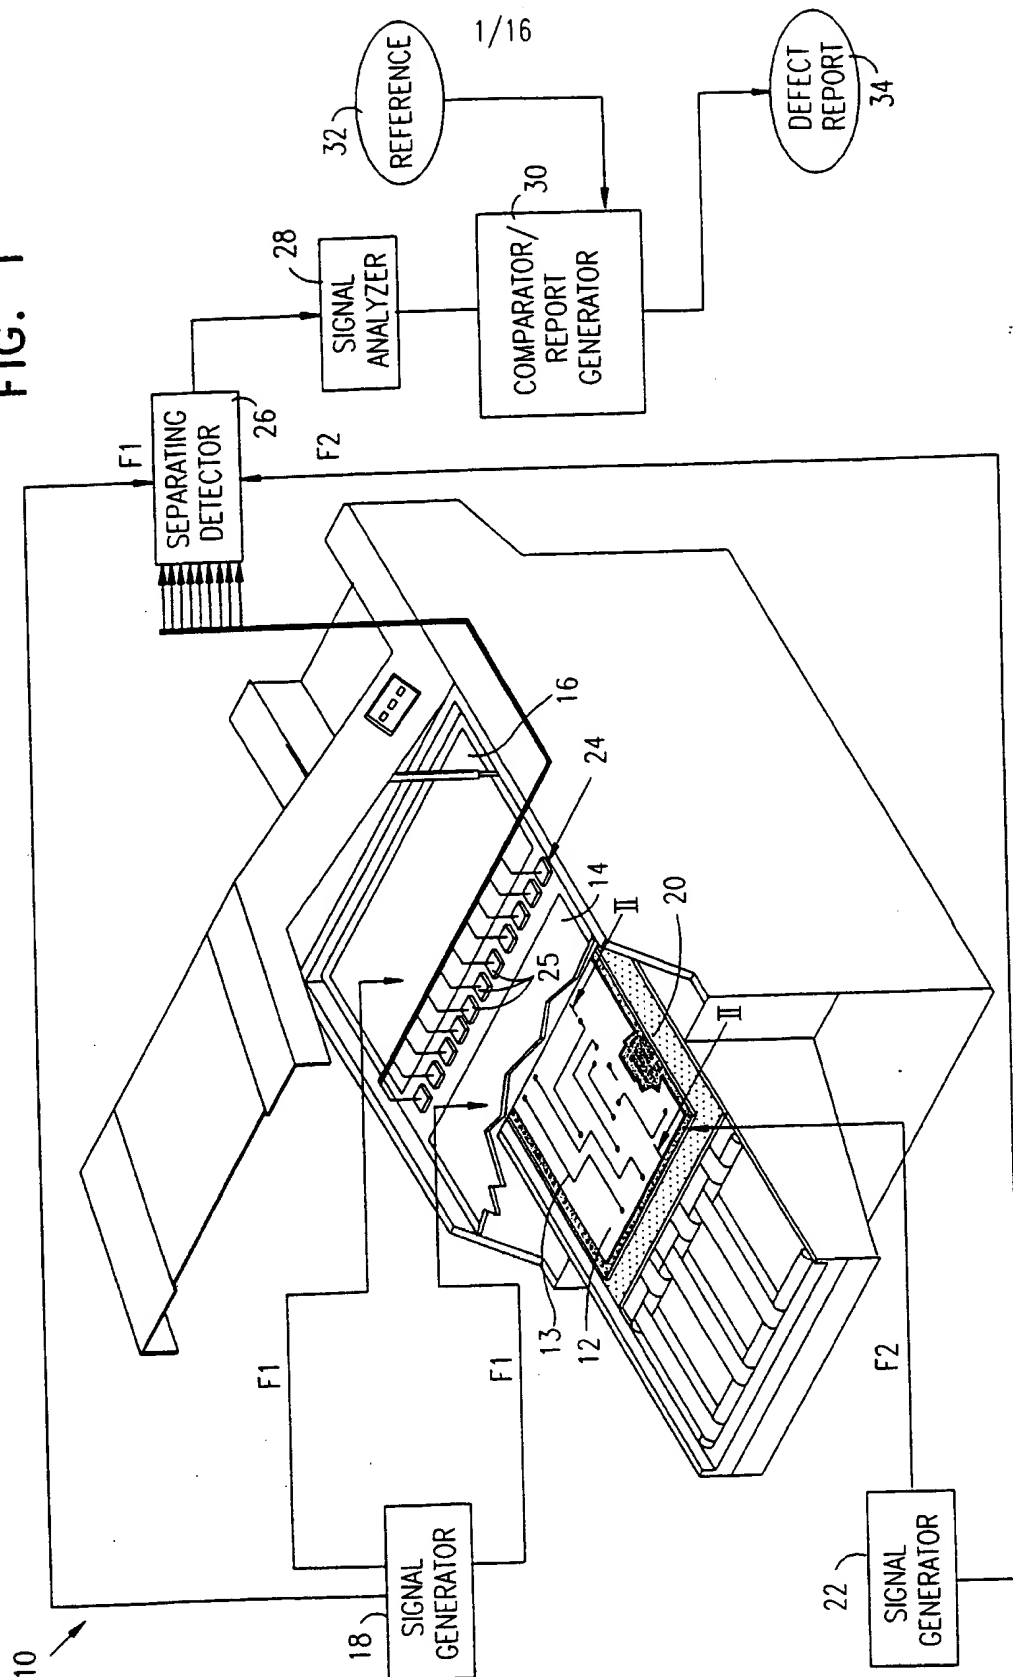 1/16
FIG. 1
10
F1
SEPARATING
DETECTOR
26
F2
28
SIGNAL
ANALYZER
30
COMPARATOR/
REPORT
GENERATOR
32
REFERENCE
DEFECT
REPORT
34
16
24
14
25
II
20
II
13
12
F1
F1
18
SIGNAL
GENERATOR
F2
22
SIGNAL
GENERATOR